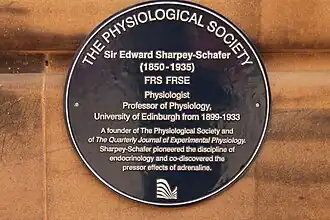 THE PHYSIOLOGICAL SOCIETY
Sir Edward Sharpey-Schafer
(1850-1935)
FRS FRSE
Physiologist
Professor of Physiology,
University of Edinburgh from 1899-1933
A founder of The Physiological Society and
of The Quarterly Journal of Experimental Physiology.
Sharpey-Schafer pioneered the discipline of
endocrinology and co-discovered the
pressor effects of adrenaline.